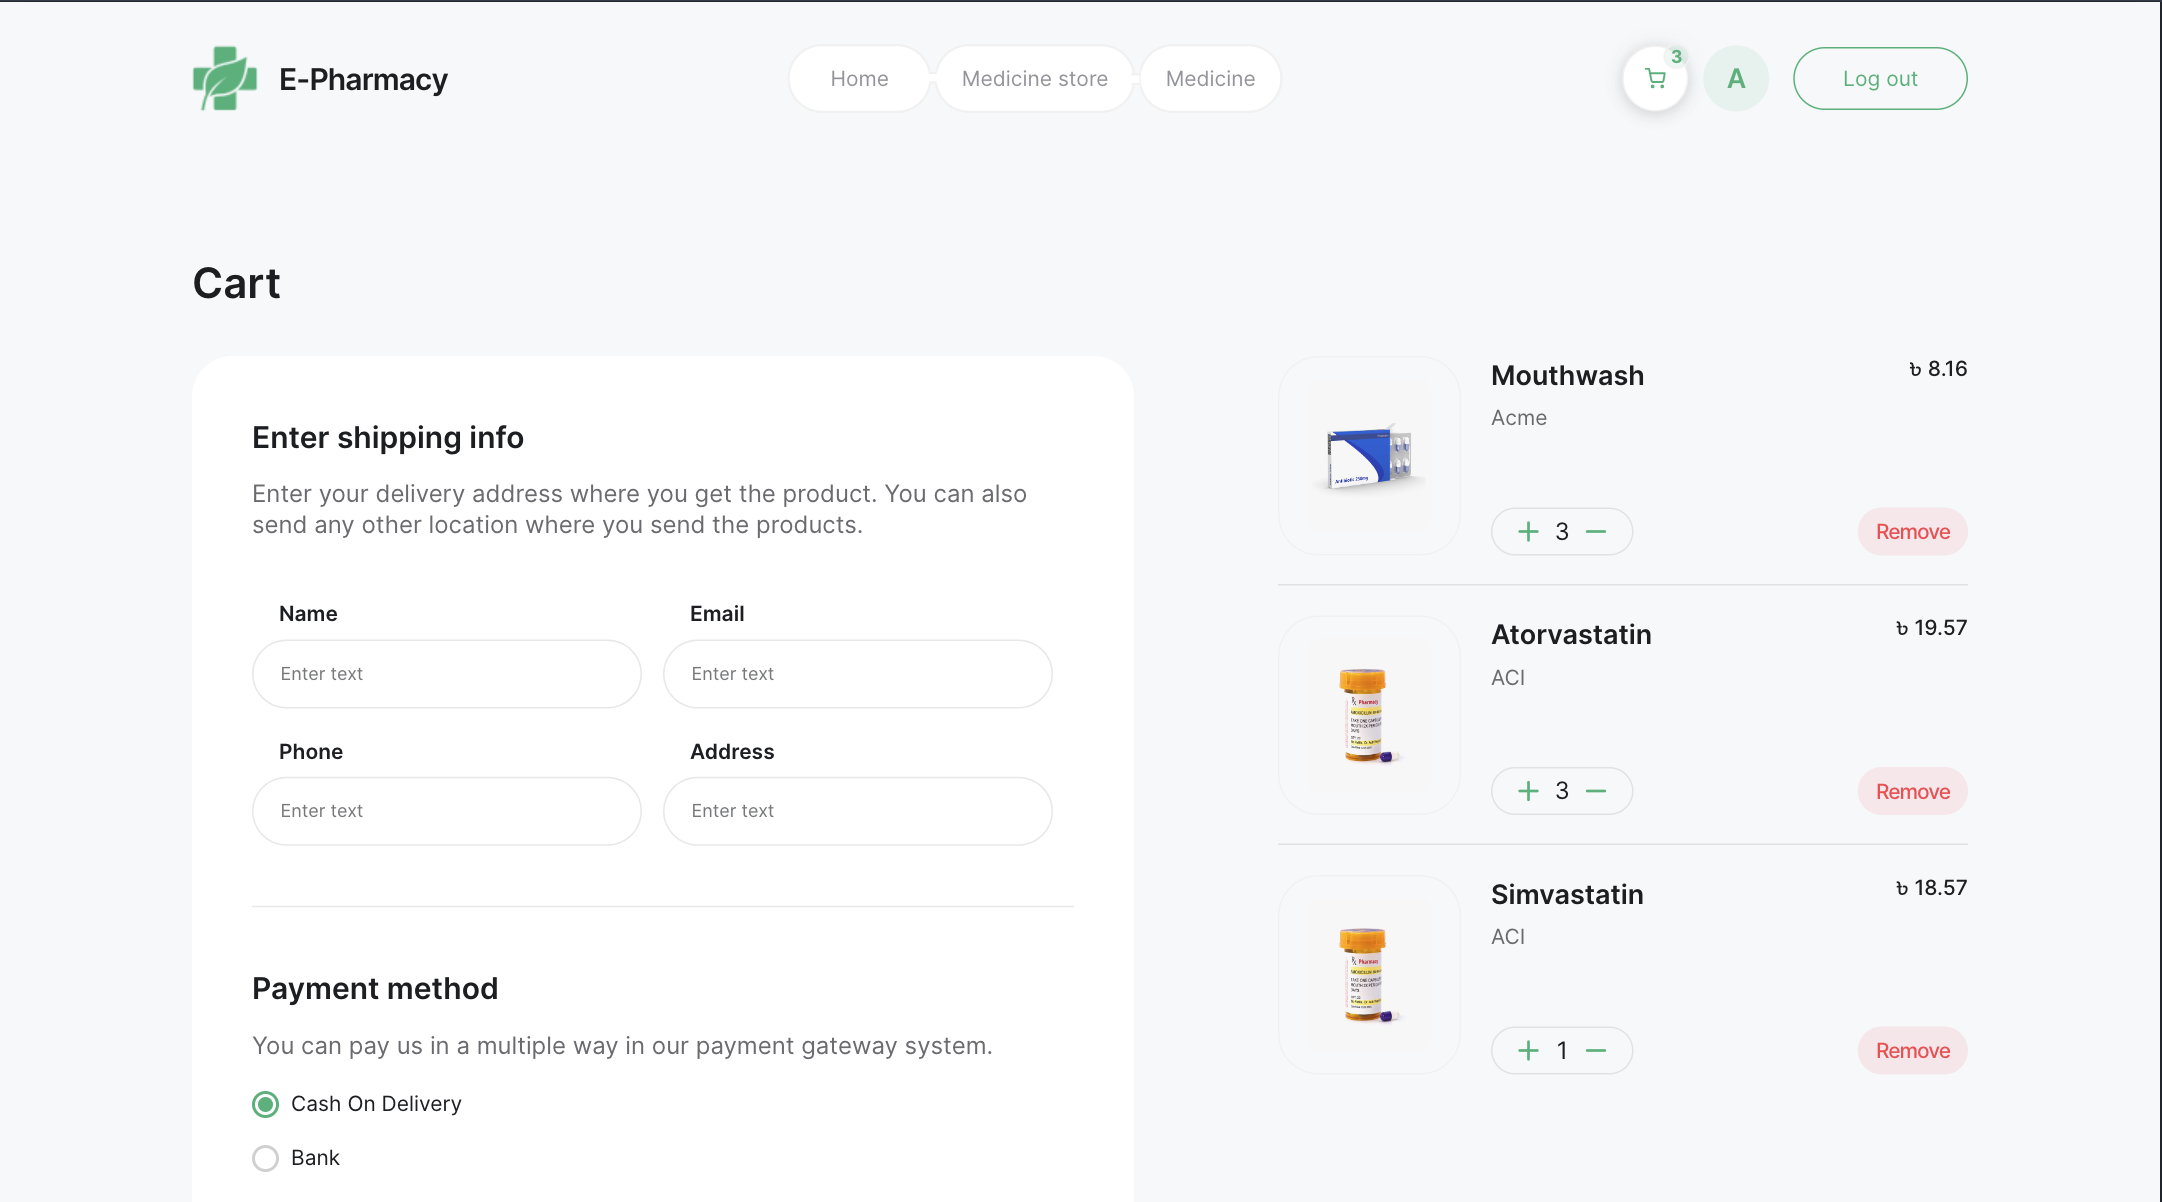 E-Pharmacy
Home
Medicine store
Medicine
3
A
Log out
Cart
Enter shipping info
Enter your delivery address where you get the product. You can also
send any other location where you send the products.
Name
Email
Enter text
Enter text
Phone
Address
Enter text
Enter text
Payment method
You can pay us in a multiple way in our payment gateway system.
Cash On Delivery
Bank
Mouthwash
৳ 8.16
Acme
Antibiotic 250mg
3
Remove
Atorvastatin
৳ 19.57
ACI
Pharmacy
3
Remove
Simvastatin
৳ 18.57
ACI
Pharmacy
1
Remove